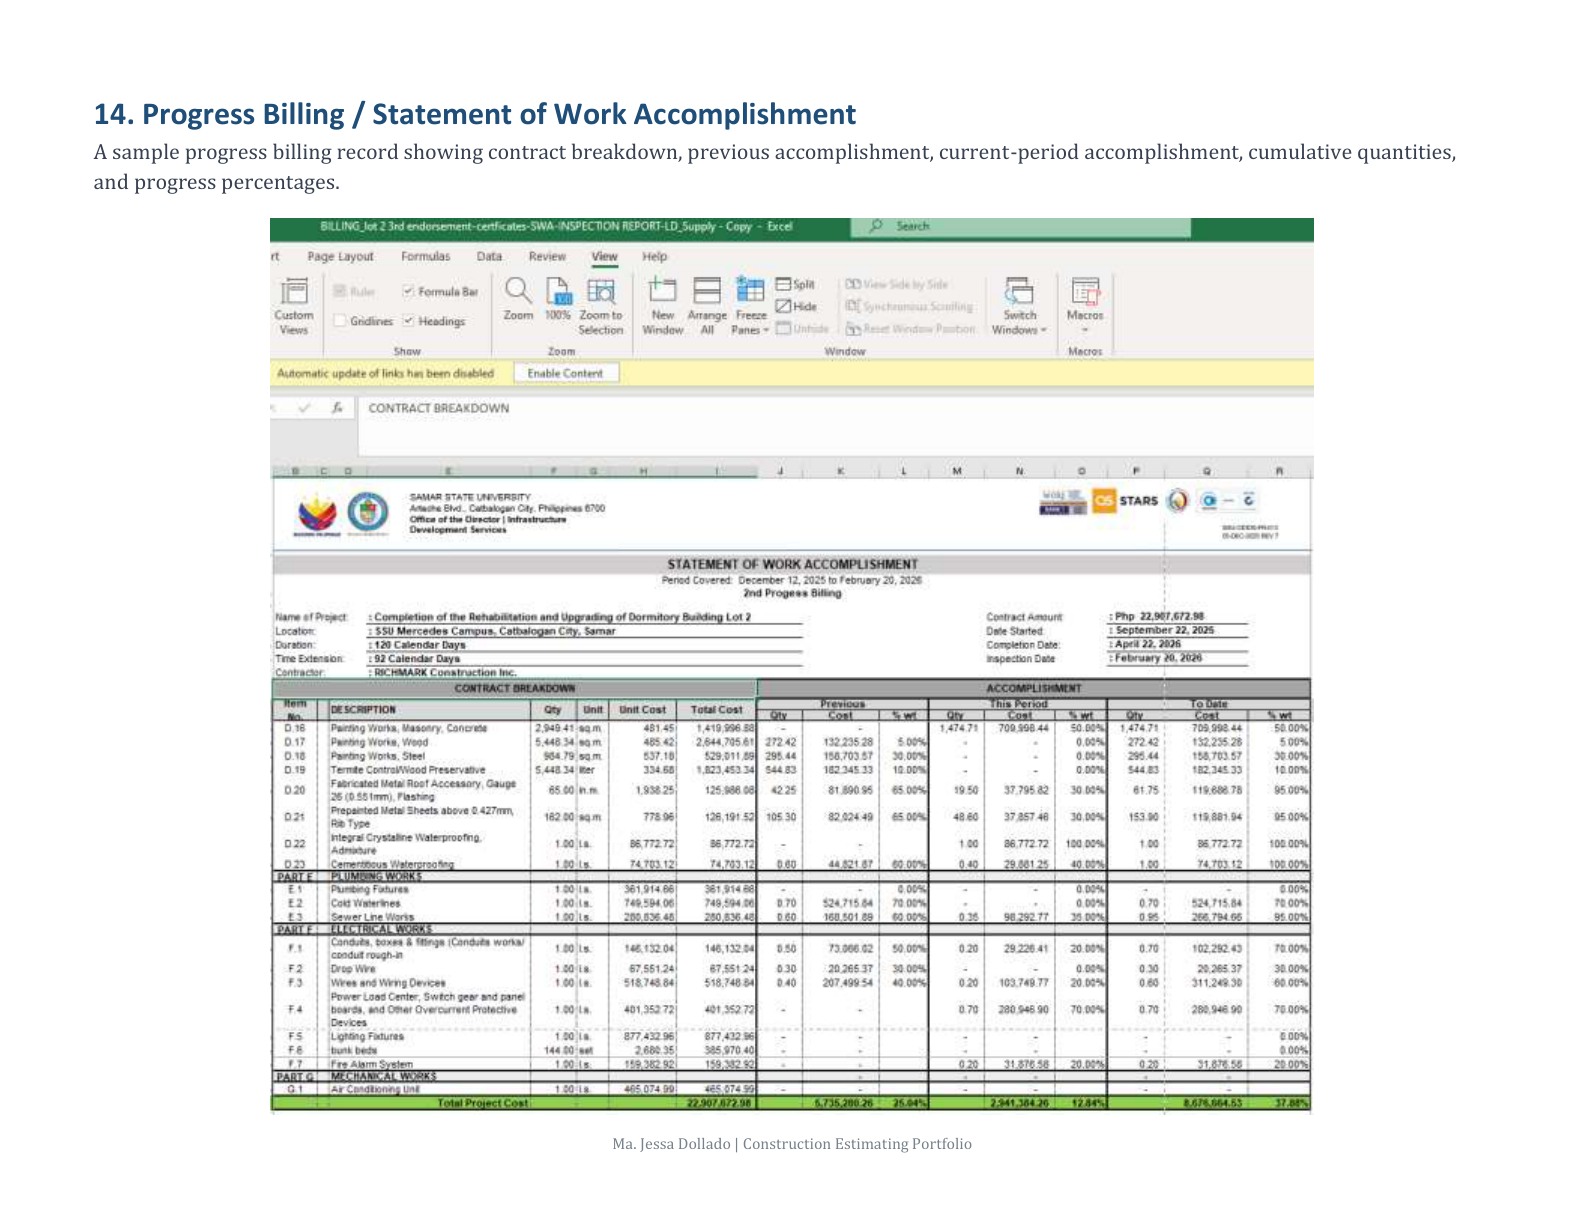 14. Progress Billing / Statement of Work Accomplishment
A sample progress billing record showing contract breakdown, previous accomplishment, current-period accomplishment, cumulative quantities,
and progress percentages.
BILLING_lot 2 3rd endorsement-certficates-SWA-INSPECTION REPORT-LD_Supply - Copy - Excel Search
rt Page Layout Formulas Data Review View Help
Custom Views Ruler Formula Bar Gridlines Headings Zoom 100% Zoom to Selection New Window Arrange All Freeze Panes Split Hide Unhide View Side by Side Synchronous Scrolling Reset Window Position Switch Windows Macros
Show Zoom Window Macros
Automatic update of links has been disabled Enable Content
fx CONTRACT BREAKDOWN
B C D E F G H I J K L M N O P Q R
SAMAR STATE UNIVERSITY
Arteche Blvd., Catbalogan City, Philippines 6700
Office of the Director | Infrastructure
Development Services
STARS
STATEMENT OF WORK ACCOMPLISHMENT
Period Covered: December 12, 2025 to February 20, 2026
2nd Progess Billing
Name of Project: : Completion of the Rehabilitation and Upgrading of Dormitory Building Lot 2 Contract Amount : Php 22,907,672.98
Location: : SSU Mercedes Campus, Catbalogan City, Samar Date Started: : September 22, 2025
Duration: : 120 Calendar Days Completion Date: : April 22, 2026
Time Extension: : 92 Calendar Days Inspection Date : February 20, 2026
Contractor: : RICHMARK Construction Inc.
CONTRACT BREAKDOWN ACCOMPLISHMENT
Item No. DESCRIPTION Qty Unit Unit Cost Total Cost Previous This Period To Date
Qty Cost % wt Qty Cost % wt Qty Cost % wt
D.16 Painting Works, Masonry, Concrete 2,949.41 sq.m. 481.45 1,419,996.88 - - 1,474.71 709,998.44 50.00% 1,474.71 709,998.44 50.00%
D.17 Painting Works, Wood 5,448.34 sq.m. 485.42 2,644,705.61 272.42 132,235.28 5.00% - - 0.00% 272.42 132,235.28 5.00%
D.18 Painting Works, Steel 984.79 sq.m. 537.18 529,011.89 295.44 158,703.57 30.00% - - 0.00% 295.44 158,703.57 30.00%
D.19 Termite Control/Wood Preservative 5,448.34 liter 334.68 1,823,453.34 544.83 182,345.33 10.00% - - 0.00% 544.83 182,345.33 10.00%
D.20 Fabricated Metal Roof Accessory, Gauge 26 (0.551mm), Flashing 65.00 ln.m. 1,938.25 125,986.08 42.25 81,890.95 65.00% 19.50 37,795.82 30.00% 61.75 119,686.78 95.00%
D.21 Prepainted Metal Sheets above 0.427mm, Rib Type 162.00 sq.m. 778.96 126,191.52 105.30 82,024.49 65.00% 48.60 37,857.46 30.00% 153.90 119,881.94 95.00%
D.22 Integral Crystalline Waterproofing, Admixture 1.00 l.s. 86,772.72 86,772.72 - - 1.00 86,772.72 100.00% 1.00 86,772.72 100.00%
D.23 Cementitious Waterproofing 1.00 l.s. 74,703.12 74,703.12 0.60 44,821.87 60.00% 0.40 29,881.25 40.00% 1.00 74,703.12 100.00%
PART E PLUMBING WORKS
E.1 Plumbing Fixtures 1.00 l.s. 361,914.66 361,914.66 - - 0.00% - - 0.00% - - 0.00%
E.2 Cold Waterlines 1.00 l.s. 749,594.06 749,594.06 0.70 524,715.84 70.00% - - 0.00% 0.70 524,715.84 70.00%
E.3 Sewer Line Works 1.00 l.s. 280,836.48 280,836.48 0.60 168,501.89 60.00% 0.35 98,292.77 35.00% 0.95 266,794.66 95.00%
PART F ELECTRICAL WORKS
F.1 Conduits, boxes & fittings (Conduits works/ conduit rough-in 1.00 l.s. 146,132.04 146,132.04 0.50 73,066.02 50.00% 0.20 29,226.41 20.00% 0.70 102,292.43 70.00%
F.2 Drop Wire 1.00 l.s. 67,551.24 67,551.24 0.30 20,265.37 30.00% - - 0.00% 0.30 20,265.37 30.00%
F.3 Wires and Wiring Devices 1.00 l.s. 518,748.84 518,748.84 0.40 207,499.54 40.00% 0.20 103,749.77 20.00% 0.60 311,249.30 60.00%
F.4 Power Load Center, Switch gear and panel boards, and Other Overcurrent Protective Devices 1.00 l.s. 401,352.72 401,352.72 - - 0.70 280,946.90 70.00% 0.70 280,946.90 70.00%
F.5 Lighting Fixtures 1.00 l.s. 877,432.96 877,432.96 - - - - - - 0.00%
F.6 bunk beds 144.00 set 2,680.35 385,970.40 - - - - - - 0.00%
F.7 Fire Alarm System 1.00 l.s. 159,382.92 159,382.92 - - 0.20 31,876.58 20.00% 0.20 31,876.58 20.00%
PART G MECHANICAL WORKS - - - - -
G.1 Air Conditioning Unit 1.00 l.s. 465,074.99 465,074.99 - - - - - -
Total Project Cost 22,907,672.98 5,735,280.26 25.04% 2,941,384.26 12.84% 8,676,664.53 37.88%
Ma. Jessa Dollado | Construction Estimating Portfolio